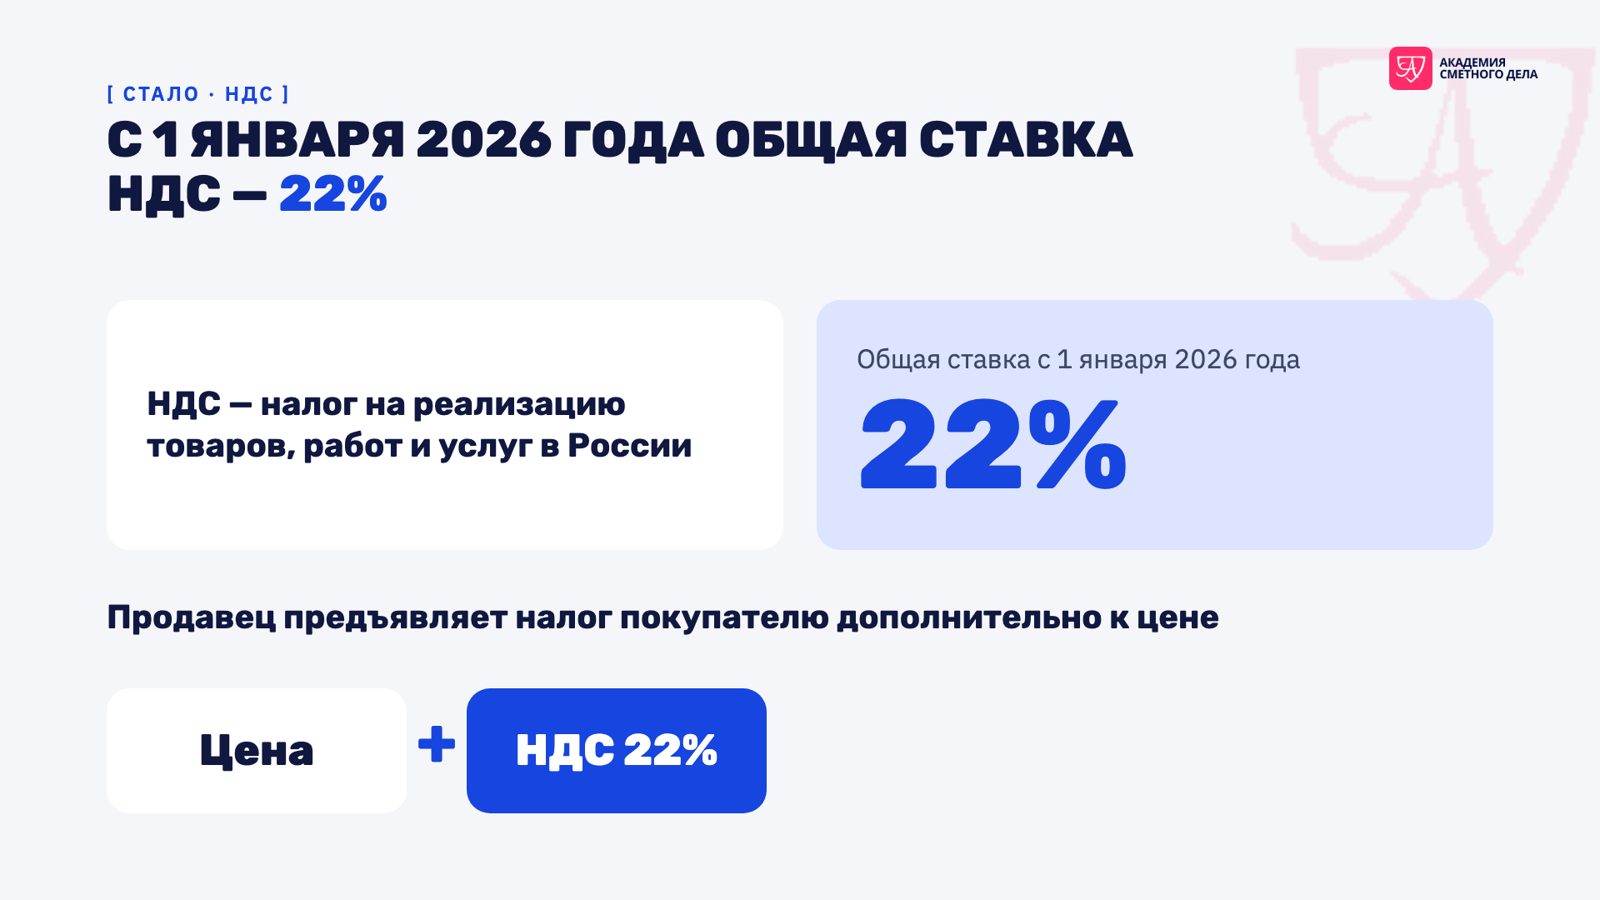 АКАДЕМИЯ
СМЕТНОГО ДЕЛА
[ СТАЛО · НДС ]
С 1 ЯНВАРЯ 2026 ГОДА ОБЩАЯ СТАВКА
НДС — 22%
НДС — налог на реализацию
товаров, работ и услуг в России
Общая ставка с 1 января 2026 года
22%
Продавец предъявляет налог покупателю дополнительно к цене
Цена
+
НДС 22%